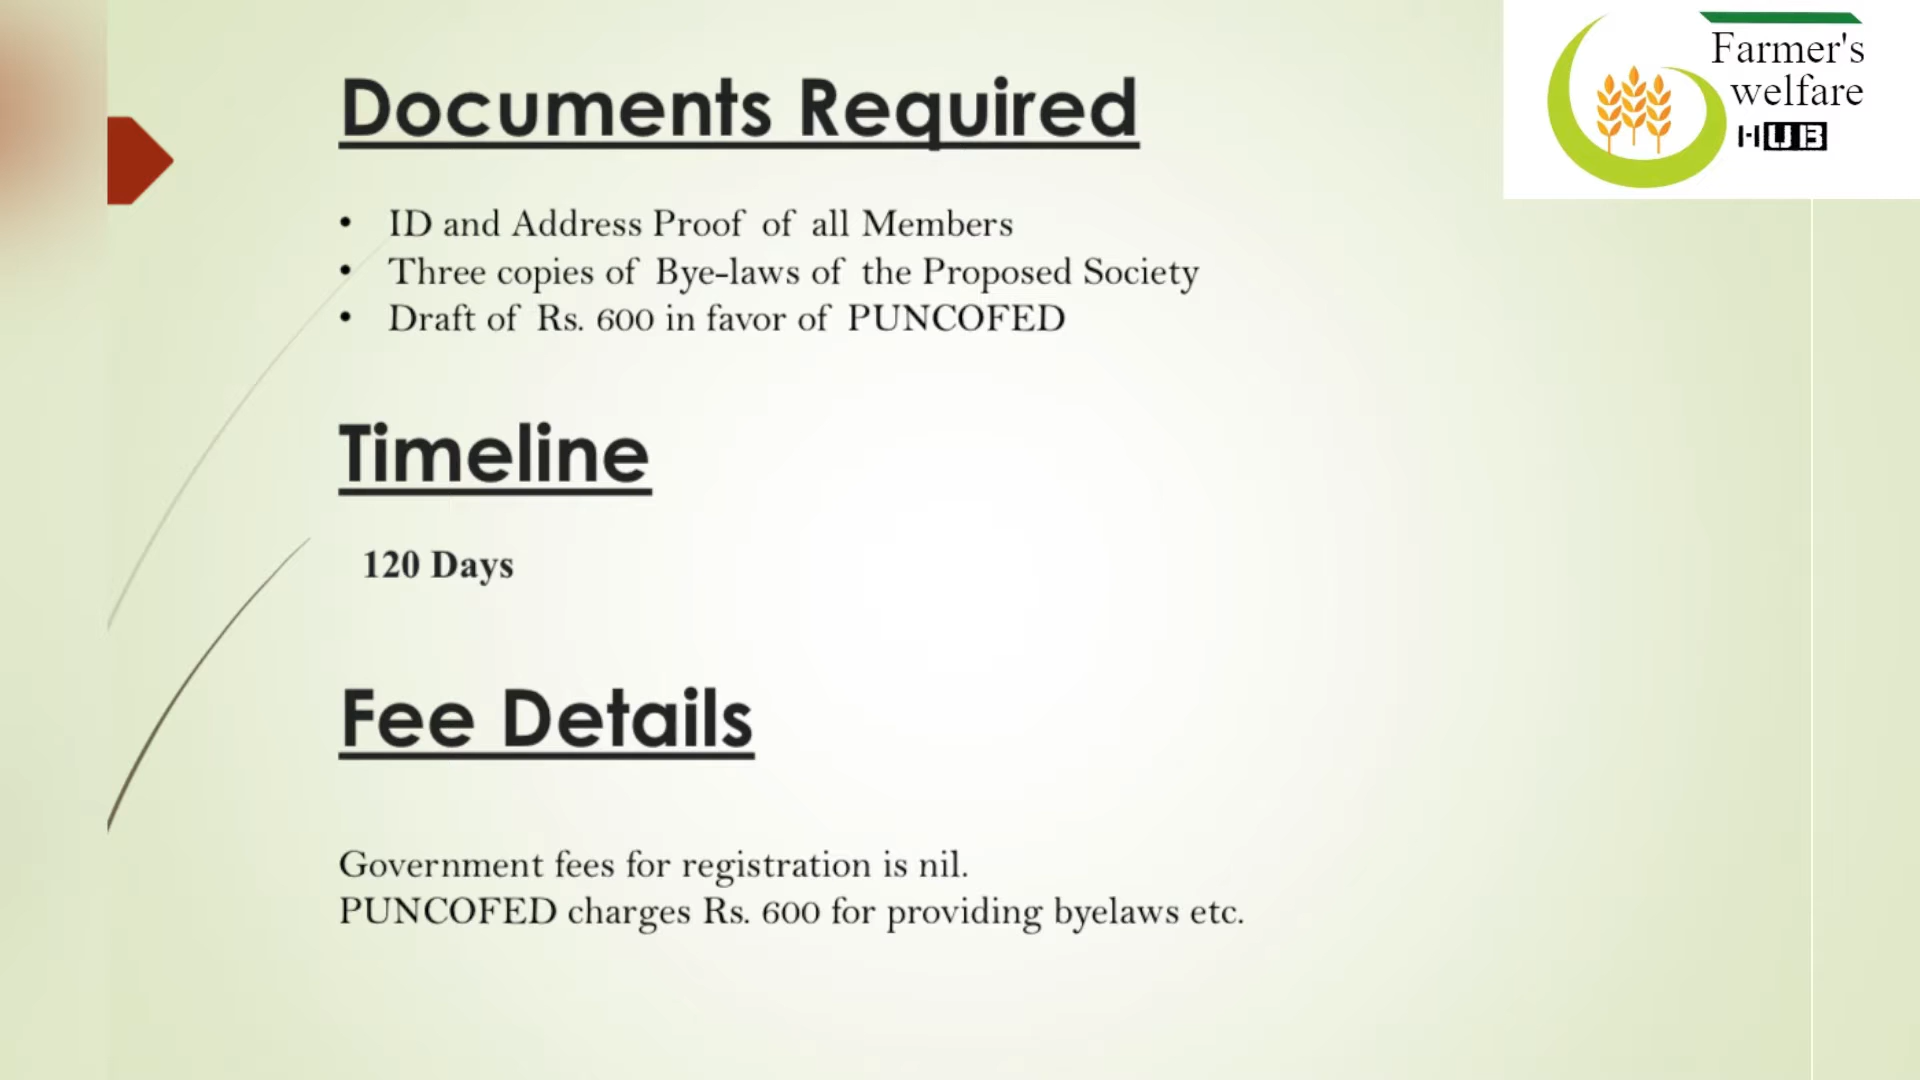 Farmer's
welfare
HUB
Documents Required
• ID and Address Proof of all Members
• Three copies of Bye-laws of the Proposed Society
• Draft of Rs. 600 in favor of PUNCOFED
Timeline
120 Days
Fee Details
Government fees for registration is nil.
PUNCOFED charges Rs. 600 for providing byelaws etc.